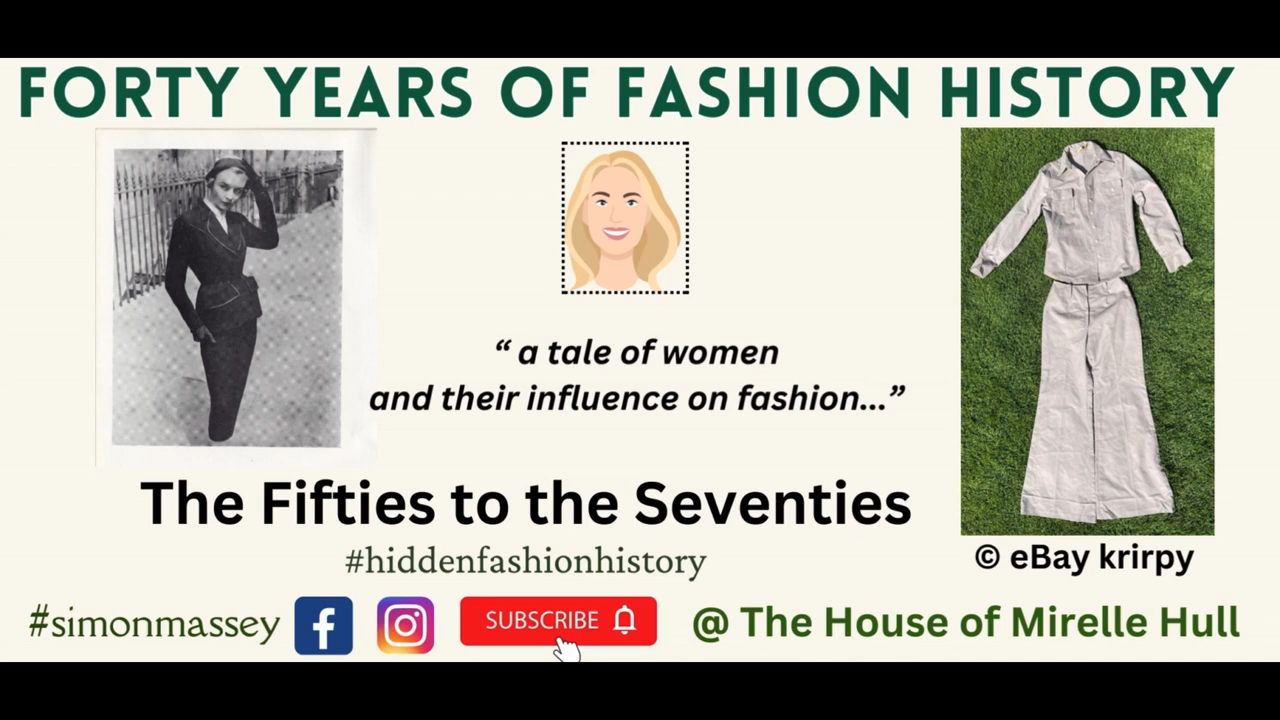 FORTY YEARS OF FASHION HISTORY
“ a tale of women
and their influence on fashion...”
The Fifties to the Seventies
#hiddenfashionhistory
© eBay krirpy
#simonmassey
f
SUBSCRIBE
@ The House of Mirelle Hull